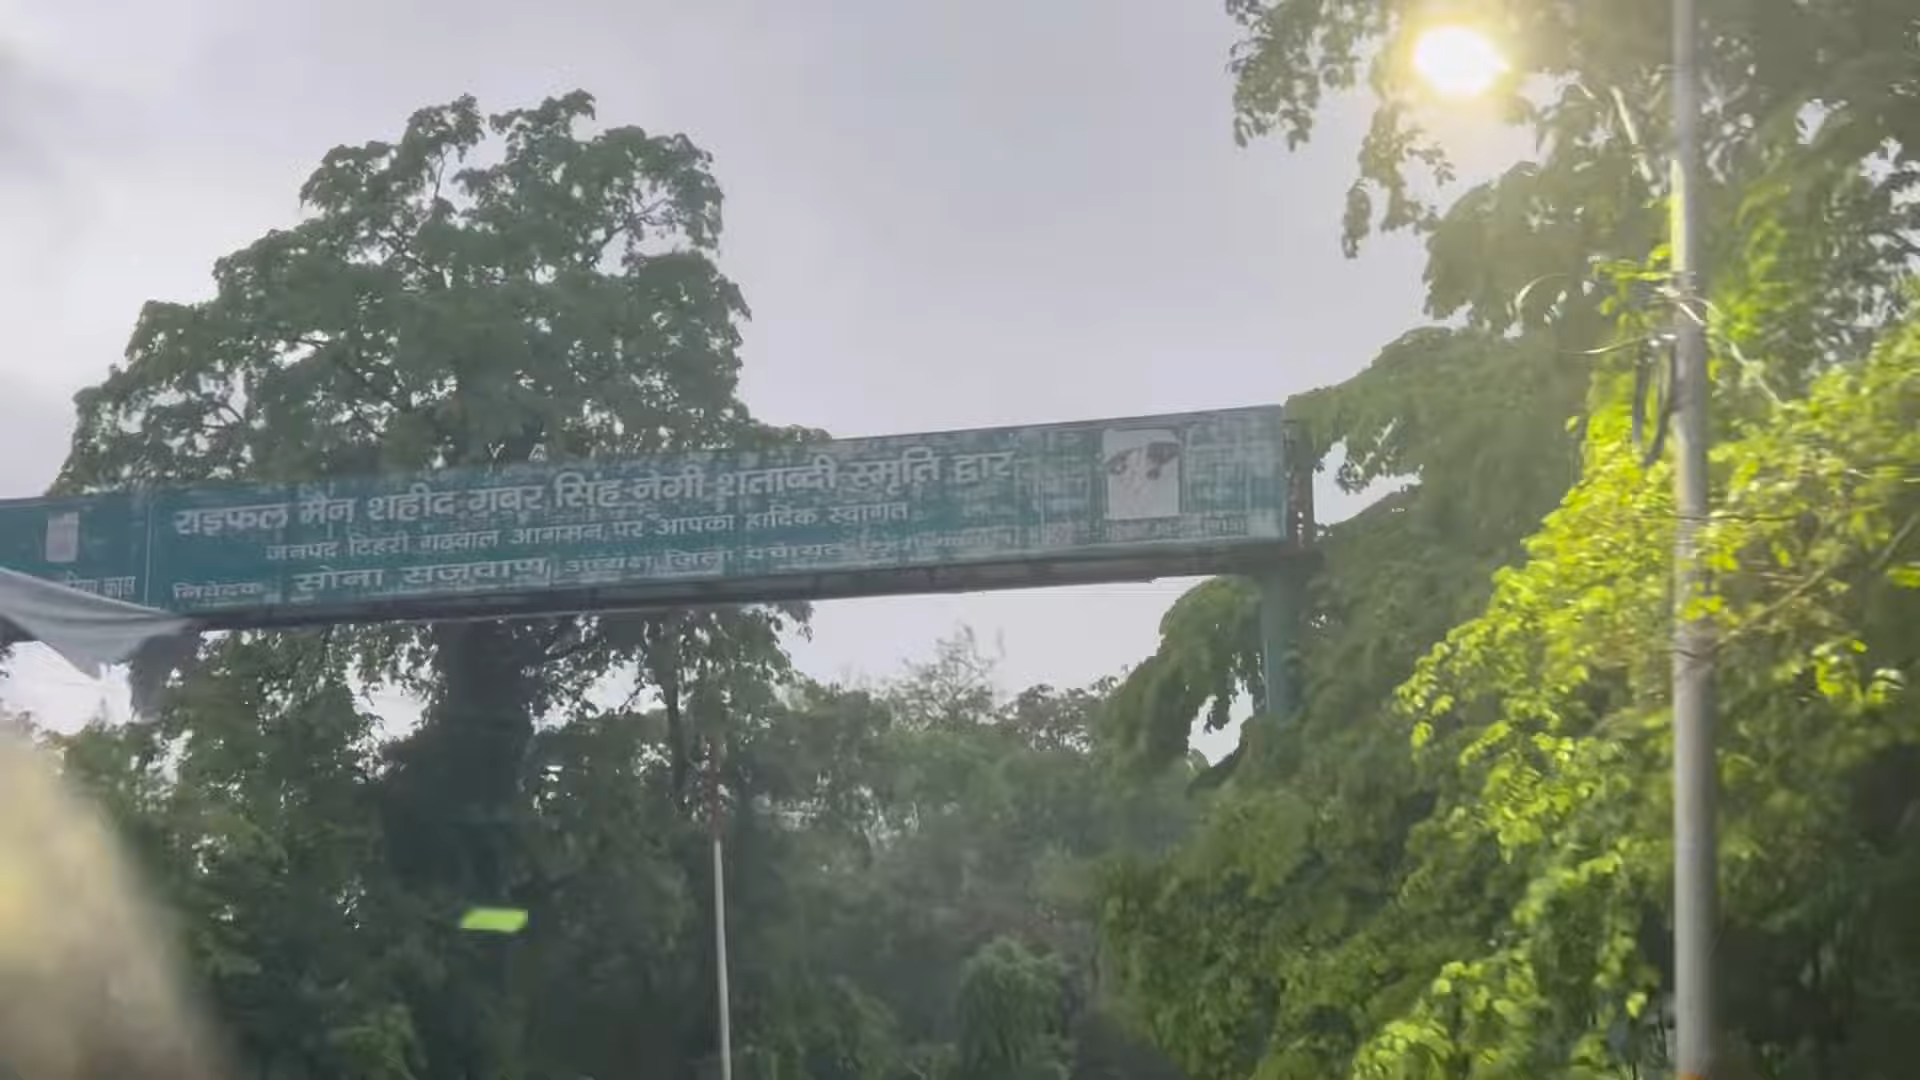 राइफल मैन शहीद गबर सिंह नेगी शताब्दी स्मृति द्वार
जनपद टिहरी गढ़वाल आगमन पर आपका हार्दिक स्वागत
निवेदक सोना सजवाण अध्यक्ष जिला पंचायत